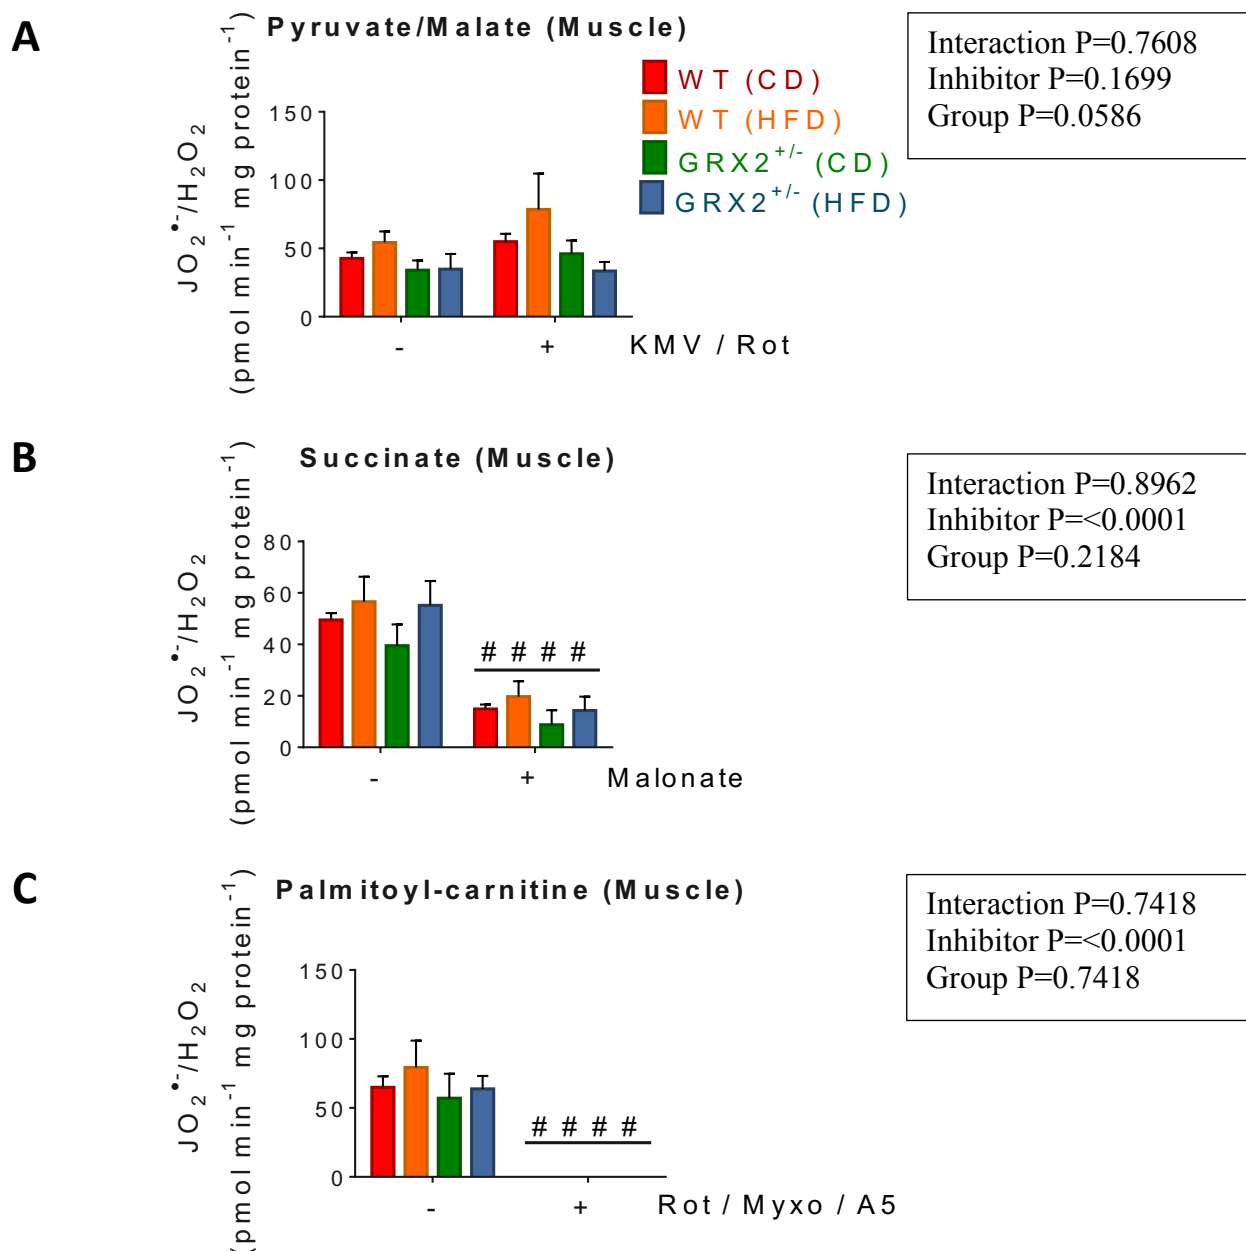 A
Pyruvate/Malate (Muscle)
JO₂•-/H₂O₂
(pmol min⁻¹ mg protein⁻¹)
150
100
50
0
-
+
KMV / Rot
WT (CD)
WT (HFD)
GRX2+/- (CD)
GRX2+/- (HFD)
Interaction P=0.7608
Inhibitor P=0.1699
Group P=0.0586
B
Succinate (Muscle)
JO₂•-/H₂O₂
(pmol min⁻¹ mg protein⁻¹)
80
60
40
20
0
# # # #
-
+
Malonate
Interaction P=0.8962
Inhibitor P=<0.0001
Group P=0.2184
C
Palmitoyl-carnitine (Muscle)
JO₂•-/H₂O₂
(pmol min⁻¹ mg protein⁻¹)
150
100
50
0
# # # #
-
+
Rot / Myxo / A5
Interaction P=0.7418
Inhibitor P=<0.0001
Group P=0.7418